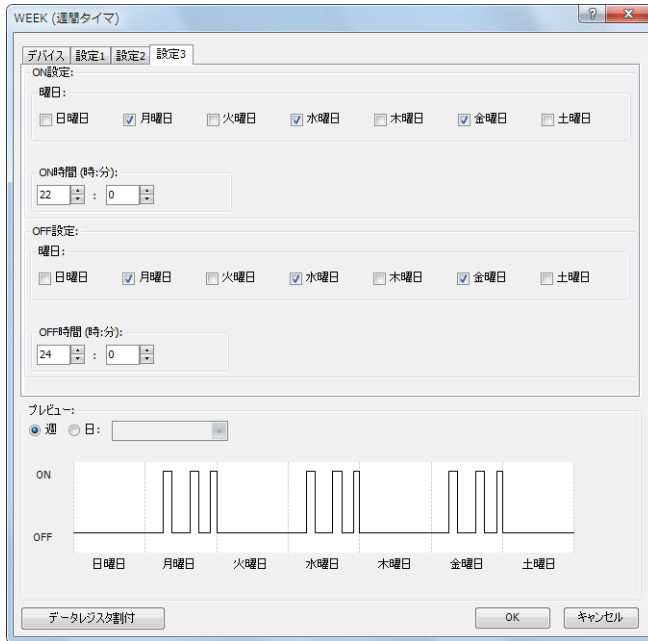 WEEK (週間タイマ)
デバイス 設定1 設定2 設定3
ON設定:
曜日:
日曜日 月曜日 火曜日 水曜日 木曜日 金曜日 土曜日
ON時間 (時:分):
22 : 0
OFF設定:
曜日:
日曜日 月曜日 火曜日 水曜日 木曜日 金曜日 土曜日
OFF時間 (時:分):
24 : 0
プレビュー:
週 日:
ON
OFF
日曜日 月曜日 火曜日 水曜日 木曜日 金曜日 土曜日
データレジスタ割付 OK キャンセル